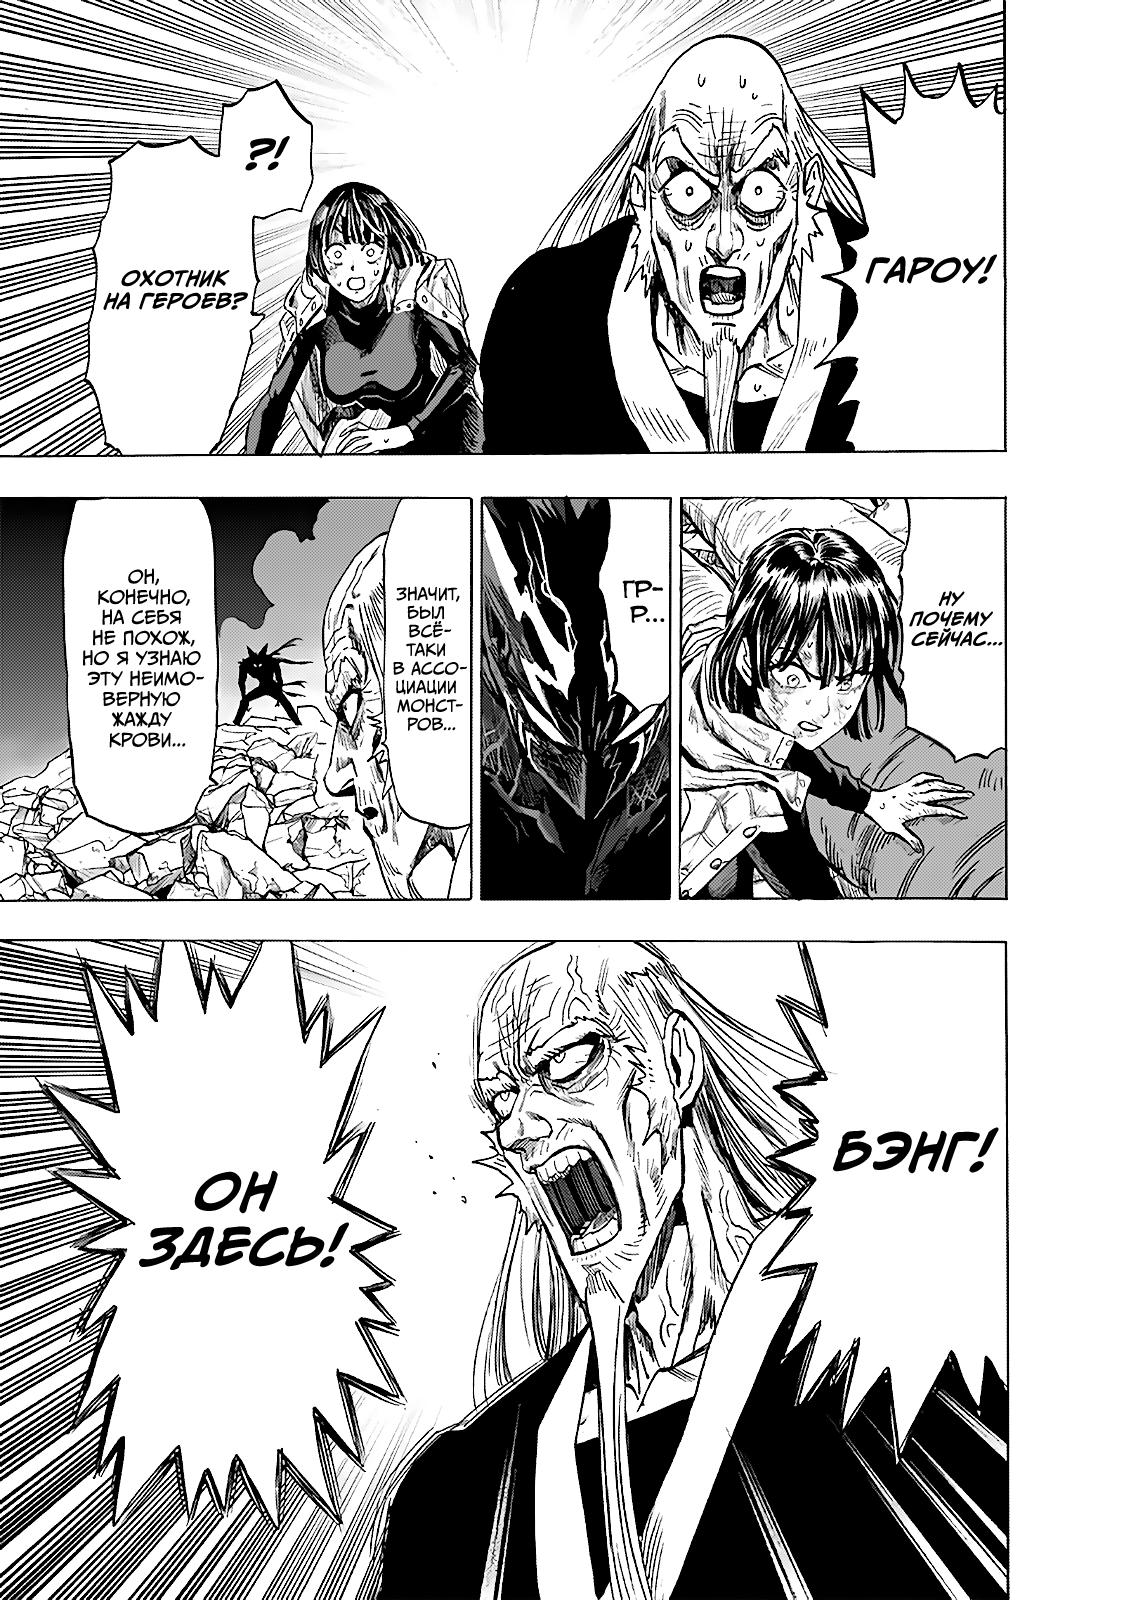 ГАРОУ!
?!
ОХОТНИК
НА ГЕРОЕВ?
НУ
ПОЧЕМУ
СЕЙЧАС...
ГР-
Р...
ЗНАЧИТ,
БЫЛ
ВСЁ-
ТАКИ
В АССО-
ЦИАЦИИ
МОНСТ-
РОВ...
ОН,
КОНЕЧНО,
НА СЕБЯ
НЕ ПОХОЖ,
НО Я УЗНАЮ
ЭТУ НЕИМО-
ВЕРНУЮ
ЖАЖДУ
КРОВИ...
БЭНГ!
ОН
ЗДЕСЬ!